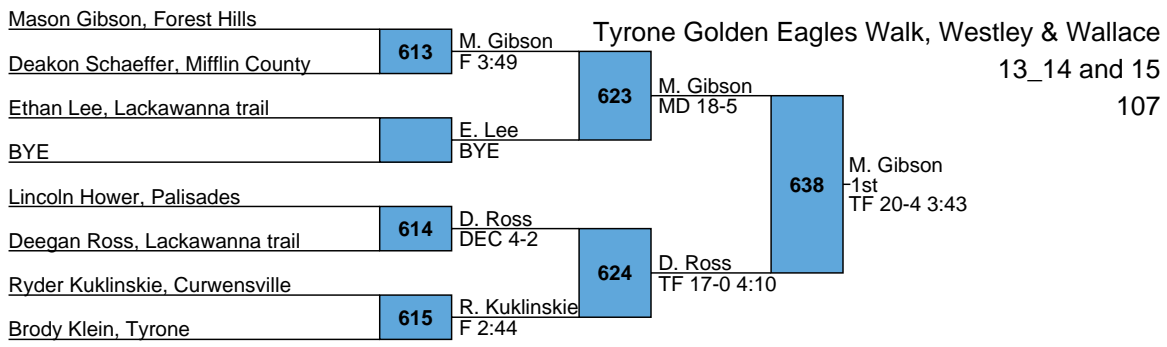 Tyrone Golden Eagles Walk, Westley & Wallace
13_14 and 15
107
Mason Gibson, Forest Hills
613
Deakon Schaeffer, Mifflin County
M. Gibson
F 3:49
Ethan Lee, Lackawanna trail
BYE
E. Lee
BYE
623
M. Gibson
MD 18-5
Lincoln Hower, Palisades
614
Deegan Ross, Lackawanna trail
D. Ross
DEC 4-2
Ryder Kuklinskie, Curwensville
615
Brody Klein, Tyrone
R. Kuklinskie
F 2:44
624
D. Ross
TF 17-0 4:10
638
M. Gibson
1st
TF 20-4 3:43